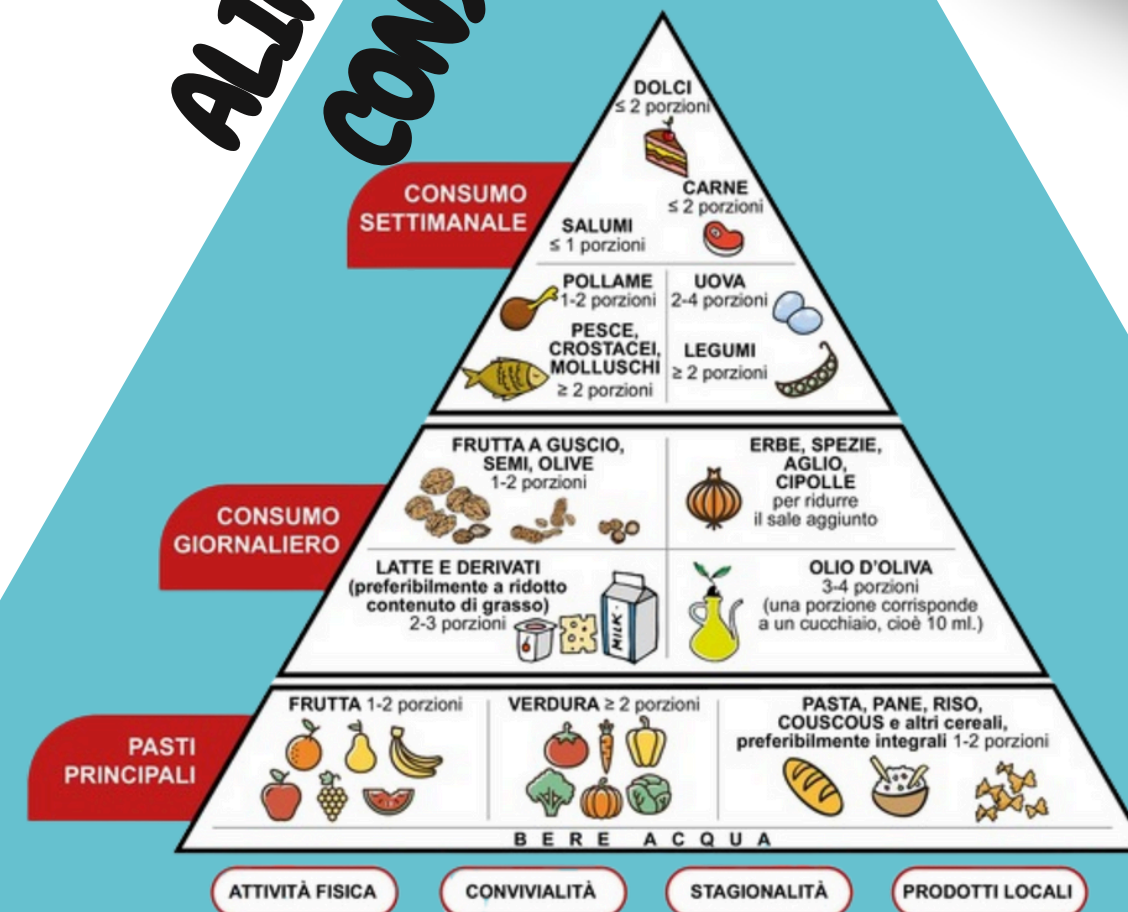 DOLCI
≤ 2 porzioni
CARNE
≤ 2 porzioni
CONSUMO
SETTIMANALE
SALUMI
≤ 1 porzioni
POLLAME
1-2 porzioni
UOVA
2-4 porzioni
PESCE,
CROSTACEI,
MOLLUSCHI
≥ 2 porzioni
LEGUMI
≥ 2 porzioni
CONSUMO
GIORNALIERO
FRUTTA A GUSCIO,
SEMI, OLIVE
1-2 porzioni
ERBE, SPEZIE,
AGLIO,
CIPOLLE
per ridurre
il sale aggiunto
LATTE E DERIVATI
(preferibilmente a ridotto
contenuto di grasso)
2-3 porzioni
MILK
OLIO D'OLIVA
3-4 porzioni
(una porzione corrisponde
a un cucchiaio, cioè 10 ml.)
PASTI
PRINCIPALI
FRUTTA 1-2 porzioni
VERDURA ≥ 2 porzioni
PASTA, PANE, RISO,
COUSCOUS e altri cereali,
preferibilmente integrali 1-2 porzioni
BERE ACQUA
ATTIVITÀ FISICA
CONVIVIALITÀ
STAGIONALITÀ
PRODOTTI LOCALI